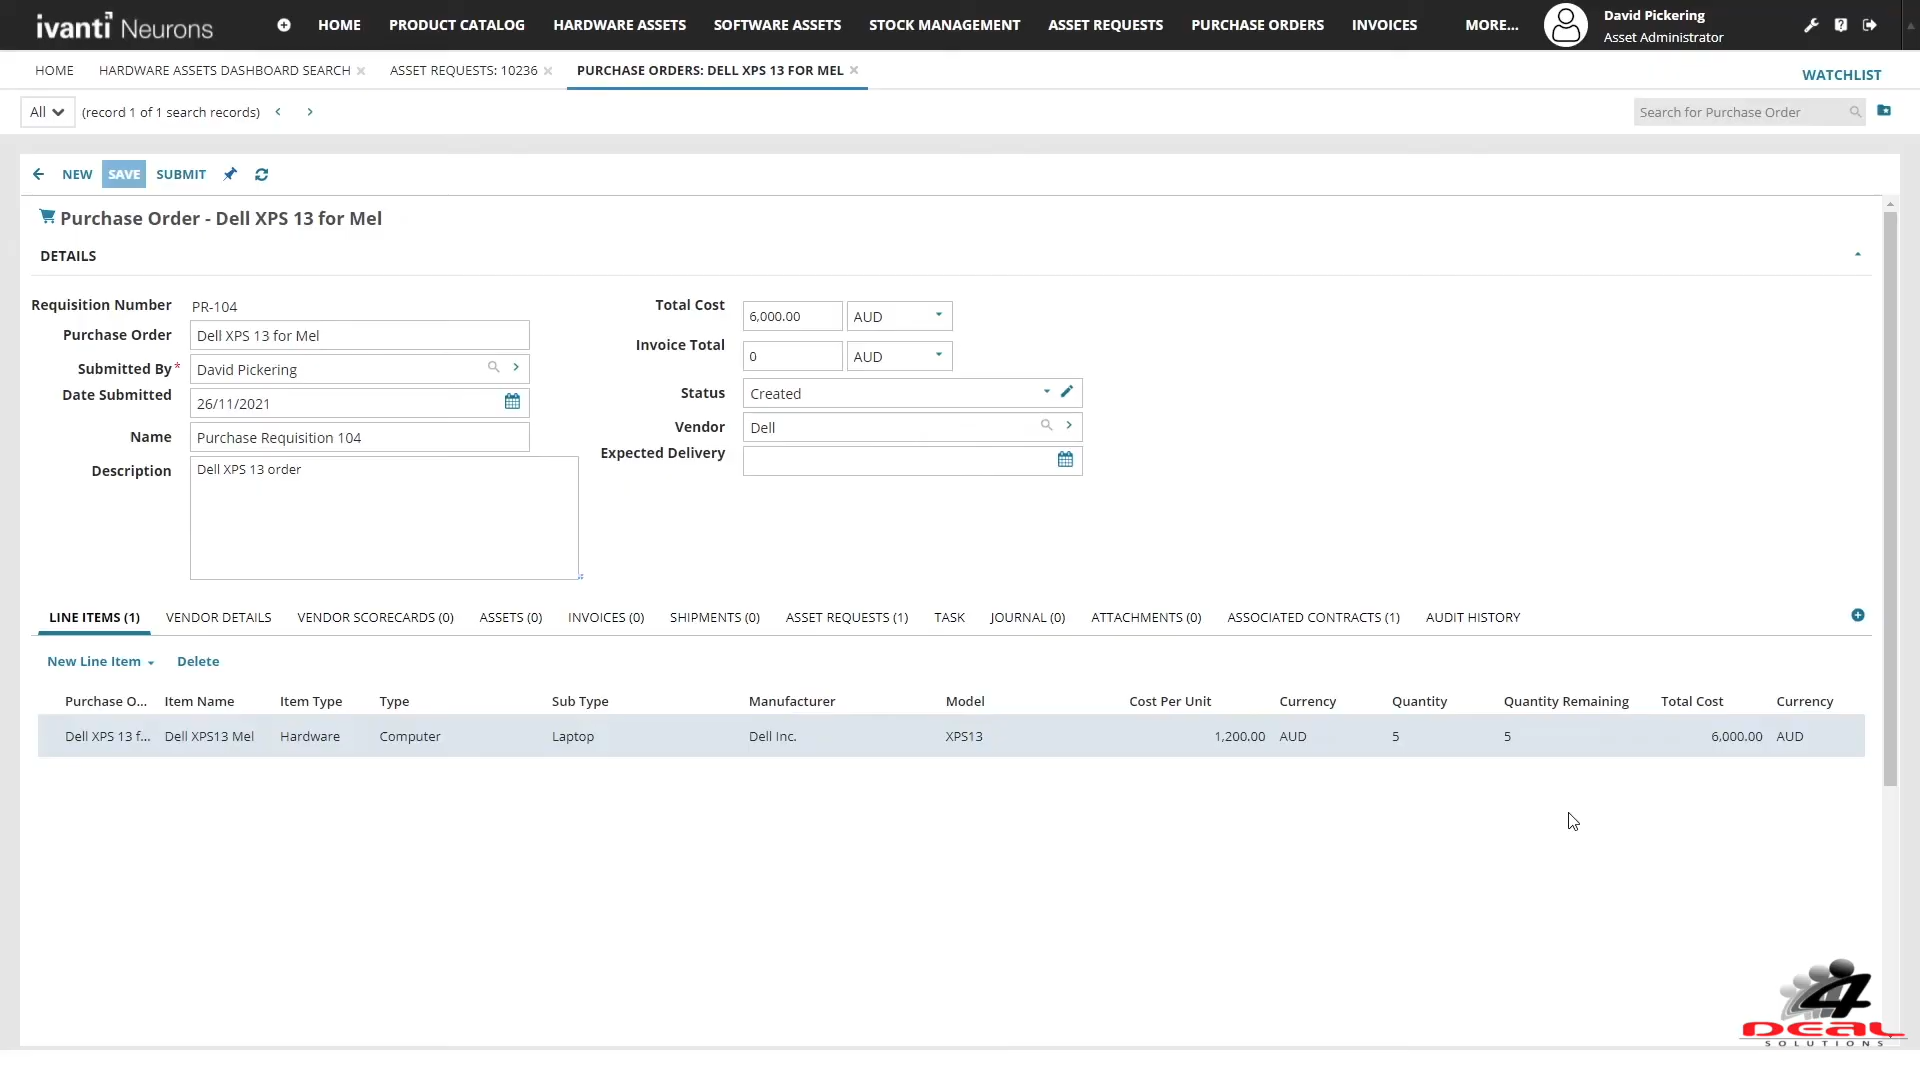 ivanti Neurons HOME PRODUCT CATALOG HARDWARE ASSETS SOFTWARE ASSETS STOCK MANAGEMENT ASSET REQUESTS PURCHASE ORDERS INVOICES MORE... David Pickering
Asset Administrator
HOME HARDWARE ASSETS DASHBOARD SEARCH ASSET REQUESTS: 10236 PURCHASE ORDERS: DELL XPS 13 FOR MEL WATCHLIST
All (record 1 of 1 search records) Search for Purchase Order
NEW SAVE SUBMIT
Purchase Order - Dell XPS 13 for Mel
DETAILS
Requisition Number PR-104
Purchase Order Dell XPS 13 for Mel
Submitted By* David Pickering
Date Submitted 26/11/2021
Name Purchase Requisition 104
Description Dell XPS 13 order
Total Cost 6,000.00 AUD
Invoice Total 0 AUD
Status Created
Vendor Dell
Expected Delivery
LINE ITEMS (1) VENDOR DETAILS VENDOR SCORECARDS (0) ASSETS (0) INVOICES (0) SHIPMENTS (0) ASSET REQUESTS (1) TASK JOURNAL (0) ATTACHMENTS (0) ASSOCIATED CONTRACTS (1) AUDIT HISTORY
New Line Item Delete
Purchase O... Item Name Item Type Type Sub Type Manufacturer Model Cost Per Unit Currency Quantity Quantity Remaining Total Cost Currency
Dell XPS 13 f... Dell XPS13 Mel Hardware Computer Laptop Dell Inc. XPS13 1,200.00 AUD 5 5 6,000.00 AUD
4
DEAL
SOLUTIONS